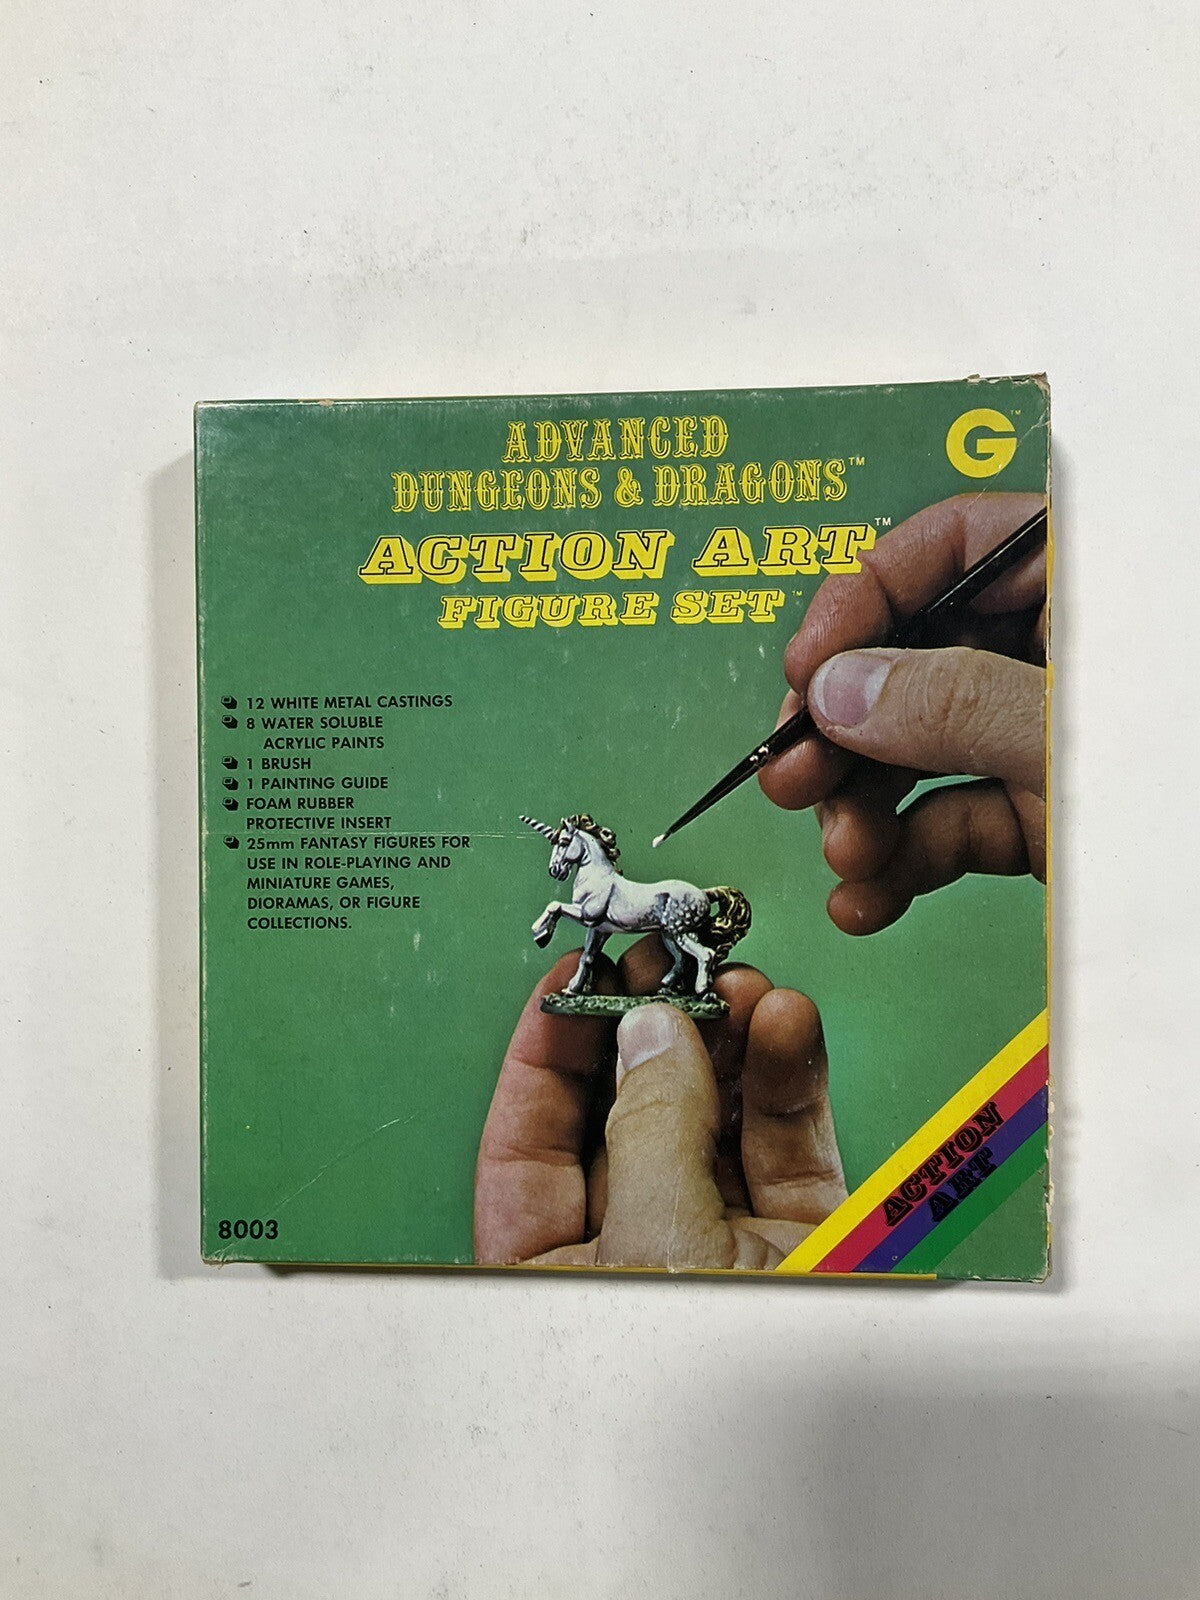 ADVANCED
DUNGEONS & DRAGONS™
ACTION ART™
FIGURE SET™
G™
12 WHITE METAL CASTINGS
8 WATER SOLUBLE
ACRYLIC PAINTS
1 BRUSH
1 PAINTING GUIDE
FOAM RUBBER
PROTECTIVE INSERT
25mm FANTASY FIGURES FOR
USE IN ROLE-PLAYING AND
MINIATURE GAMES,
DIORAMAS, OR FIGURE
COLLECTIONS.
8003
ACTION
ART